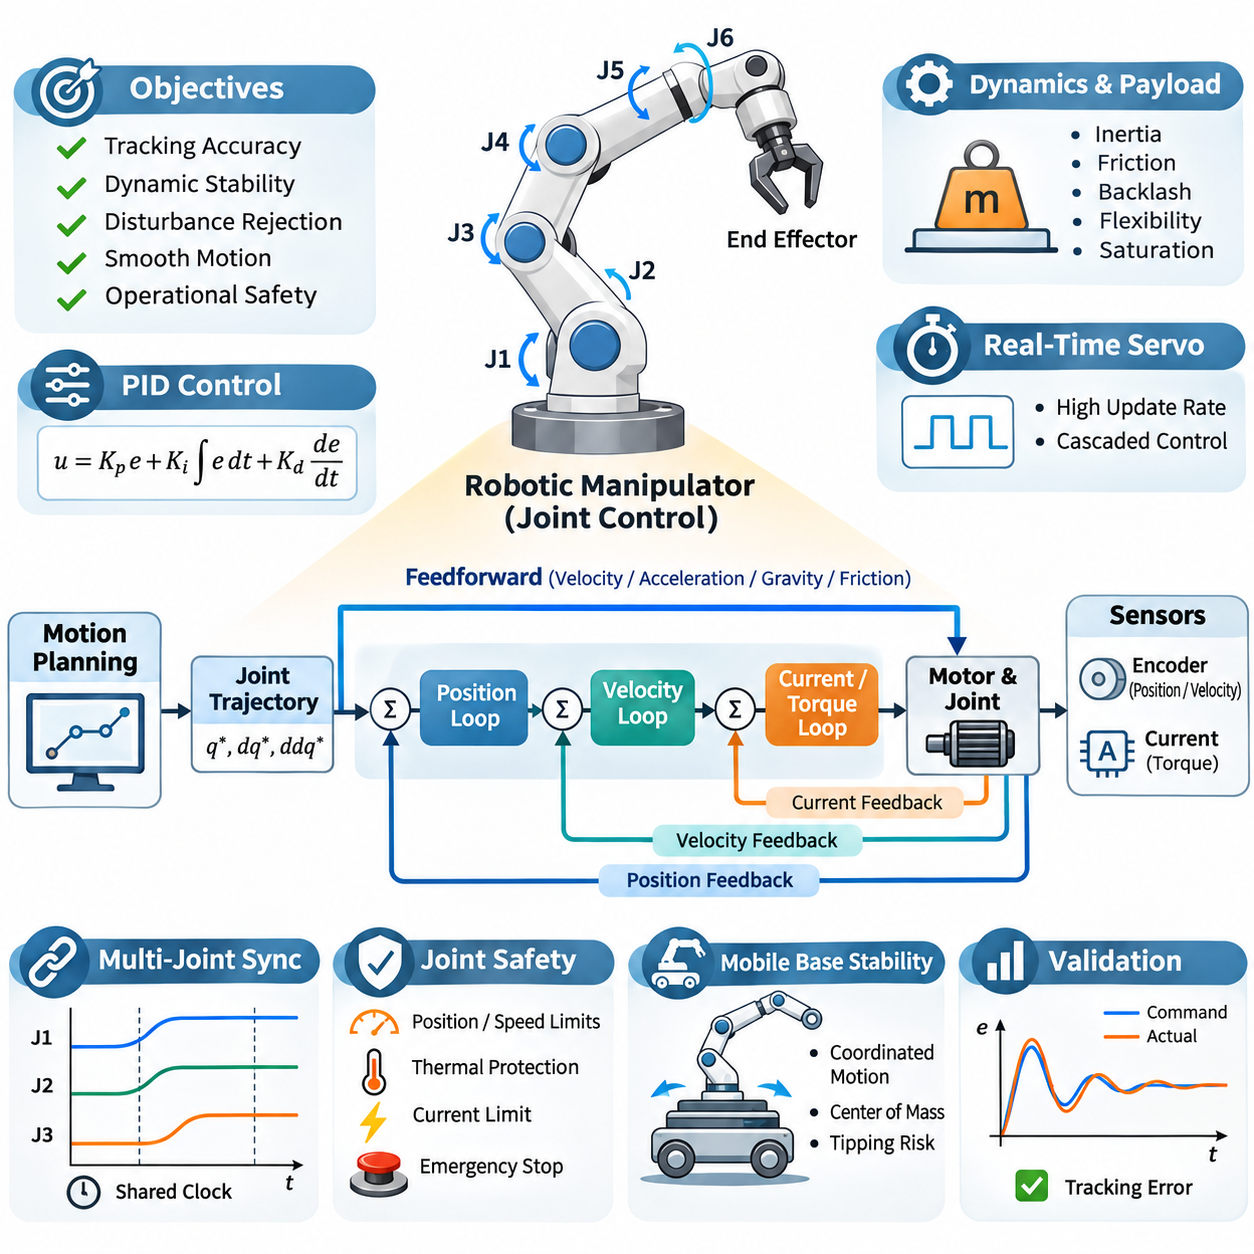 Objectives
Tracking Accuracy
Dynamic Stability
Disturbance Rejection
Smooth Motion
Operational Safety
PID Control
u = K_p e + K_i ∫ e dt + K_d de/dt
J6
J5
J4
J3
J2
J1
End Effector
Robotic Manipulator
(Joint Control)
Dynamics & Payload
m
• Inertia
• Friction
• Backlash
• Flexibility
• Saturation
Real-Time Servo
• High Update Rate
• Cascaded Control
Feedforward (Velocity / Acceleration / Gravity / Friction)
Motion
Planning
Joint
Trajectory
q*, dq*, ddq*
Σ
Position
Loop
Σ
Velocity
Loop
Σ
Current /
Torque
Loop
Motor &
Joint
Sensors
Encoder
(Position / Velocity)
A
Current
(Torque)
Current Feedback
Velocity Feedback
Position Feedback
Multi-Joint Sync
J1
J2
J3
t
Shared Clock
Joint Safety
Position / Speed Limits
Thermal Protection
Current Limit
Emergency Stop
Mobile Base Stability
• Coordinated
Motion
• Center of Mass
• Tipping Risk
Validation
Command
Actual
e
t
Tracking Error